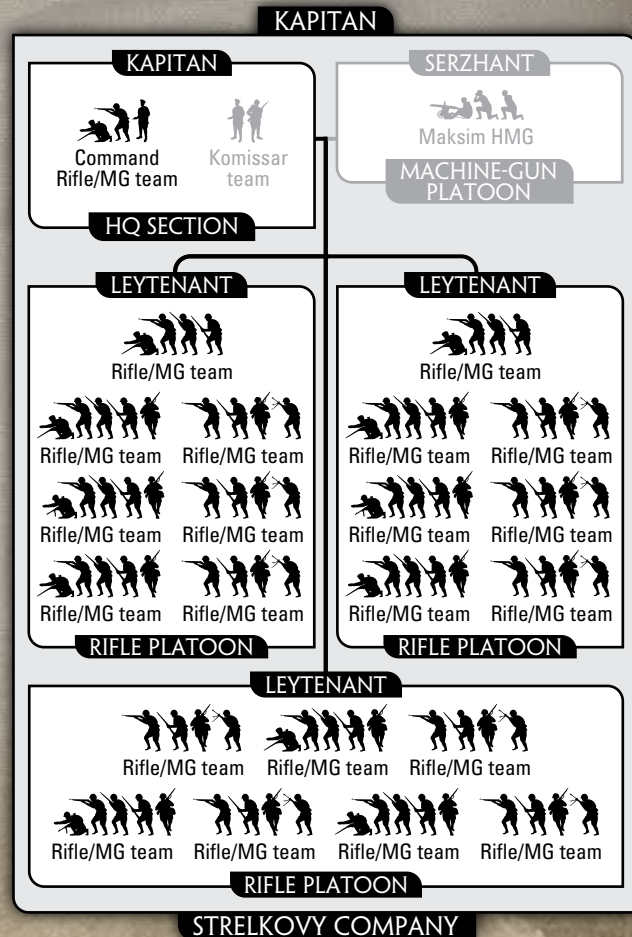 KAPITAN
KAPITAN
Command
Rifle/MG team
Komissar
team
HQ SECTION
SERZHANT
Maksim HMG
MACHINE-GUN
PLATOON
LEYTENANT
Rifle/MG team
Rifle/MG team Rifle/MG team
Rifle/MG team Rifle/MG team
Rifle/MG team Rifle/MG team
RIFLE PLATOON
LEYTENANT
Rifle/MG team
Rifle/MG team Rifle/MG team
Rifle/MG team Rifle/MG team
Rifle/MG team Rifle/MG team
RIFLE PLATOON
LEYTENANT
Rifle/MG team Rifle/MG team Rifle/MG team
Rifle/MG team Rifle/MG team Rifle/MG team Rifle/MG team
RIFLE PLATOON
STRELKOVY COMPANY